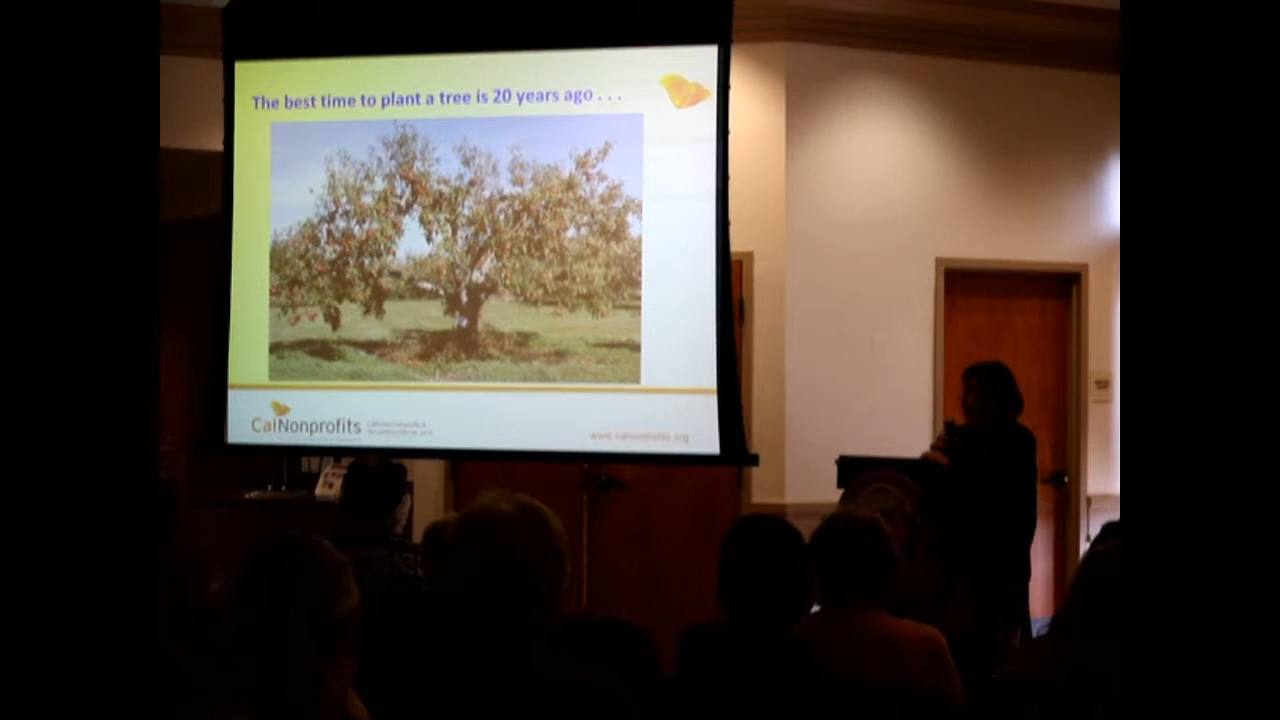 The best time to plant a tree is 20 years ago . . .
CalNonprofits
www.calnonprofits.org